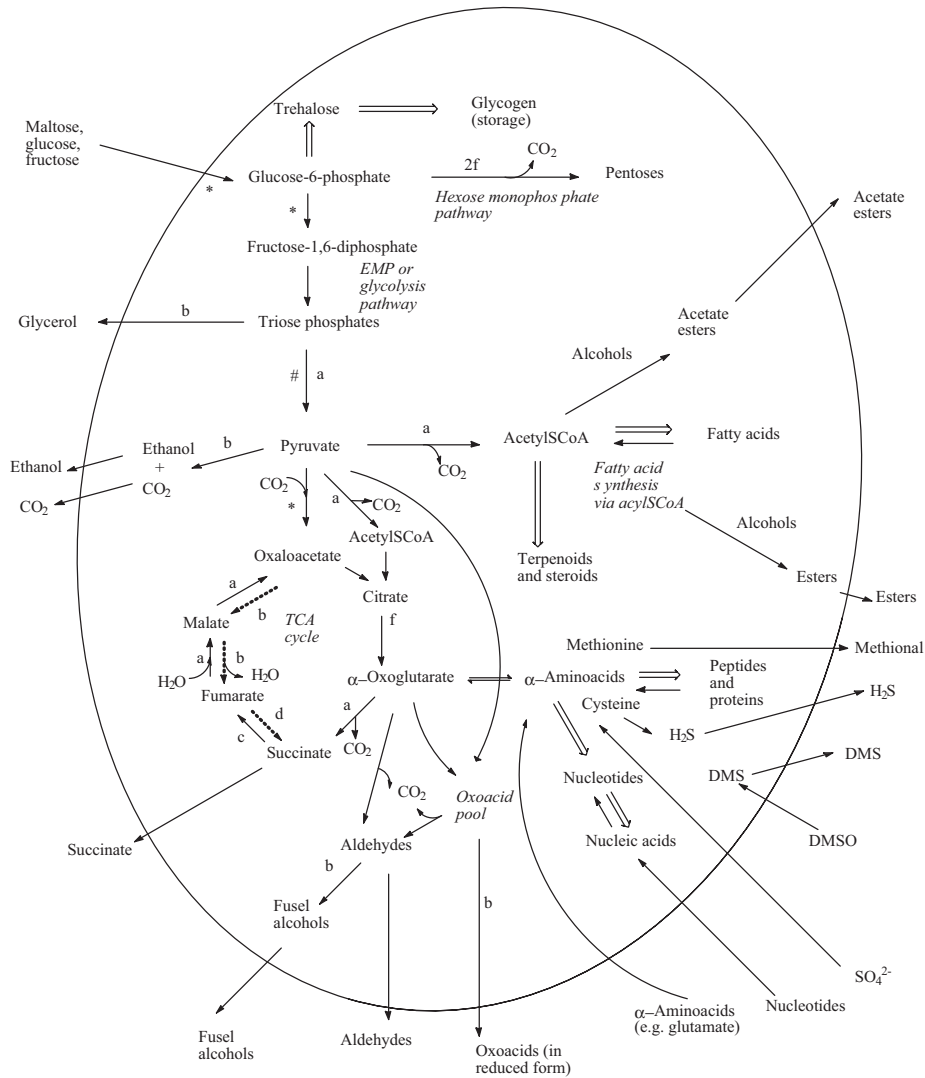 Trehalose
Glycogen
(storage)
Maltose,
glucose,
fructose
*
Glucose-6-phosphate
2f
CO2
Pentoses
Hexose monophos phate
pathway
*
Fructose-1,6-diphosphate
EMP or
glycolysis
pathway
Acetate
esters
Glycerol
b
Triose phosphates
Acetate
esters
Alcohols
# a
Pyruvate
a
CO2
AcetylSCoA
Fatty acids
Fatty acid
s ynthesis
via acylSCoA
b
Ethanol
+
CO2
Ethanol
CO2
CO2
*
a
CO2
AcetylSCoA
Oxaloacetate
Citrate
Terpenoids
and steroids
Alcohols
Esters
Esters
a
b
TCA
cycle
f
Malate
a
b
H2O
H2O
Fumarate
α–Oxoglutarate
α–Aminoacids
Methionine
Methional
Peptides
and
proteins
Cysteine
H2S
H2S
d
c
Succinate
a
CO2
CO2
Oxoacid
pool
Nucleotides
DMS
DMS
DMSO
Nucleic acids
Succinate
Aldehydes
b
Fusel
alcohols
b
SO4 2-
Nucleotides
α–Aminoacids
(e.g. glutamate)
Fusel
alcohols
Aldehydes
Oxoacids (in
reduced form)